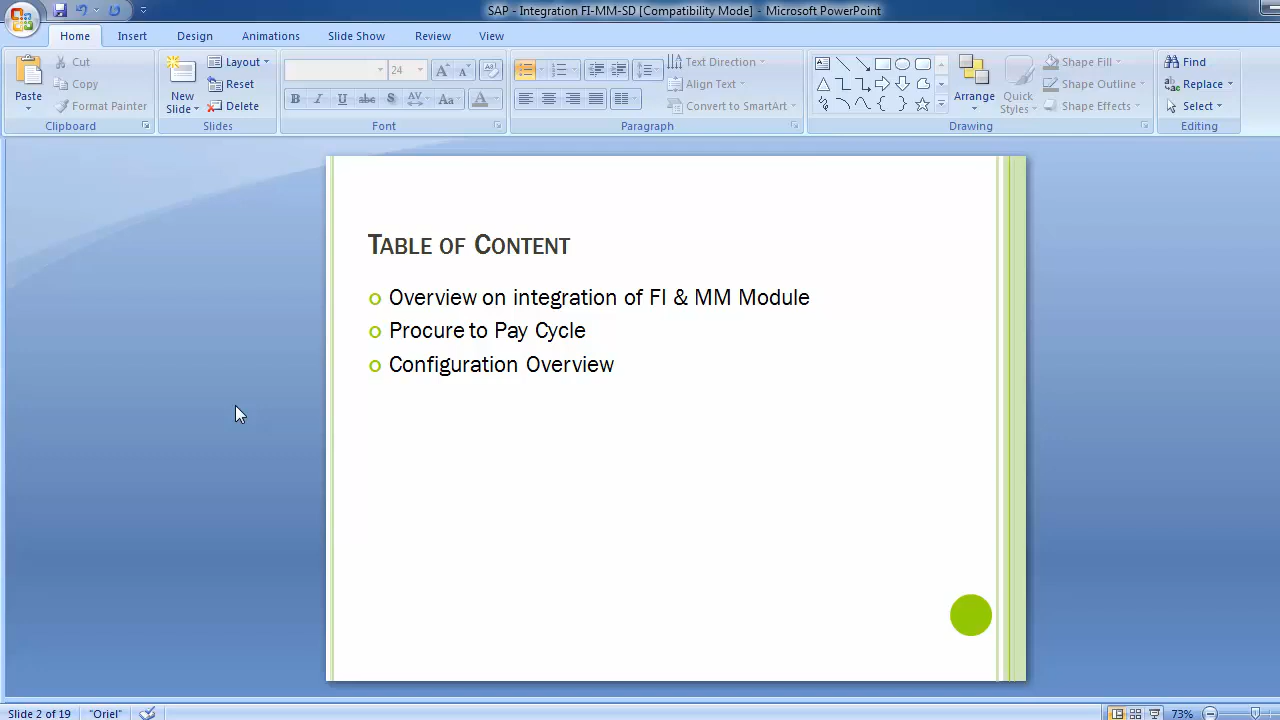 SAP - Integration FI-MM-SD [Compatibility Mode] - Microsoft PowerPoint
Home Insert Design Animations Slide Show Review View
Paste
Cut
Copy
Format Painter
Clipboard
New Slide
Layout
Reset
Delete
Slides
24
B I U abc S AV Aa A
Font
Text Direction
Align Text
Convert to SmartArt
Paragraph
Arrange
Quick Styles
Shape Fill
Shape Outline
Shape Effects
Drawing
Find
Replace
Select
Editing
TABLE OF CONTENT
Overview on integration of FI & MM Module
Procure to Pay Cycle
Configuration Overview
Slide 2 of 19 "Oriel" 73%